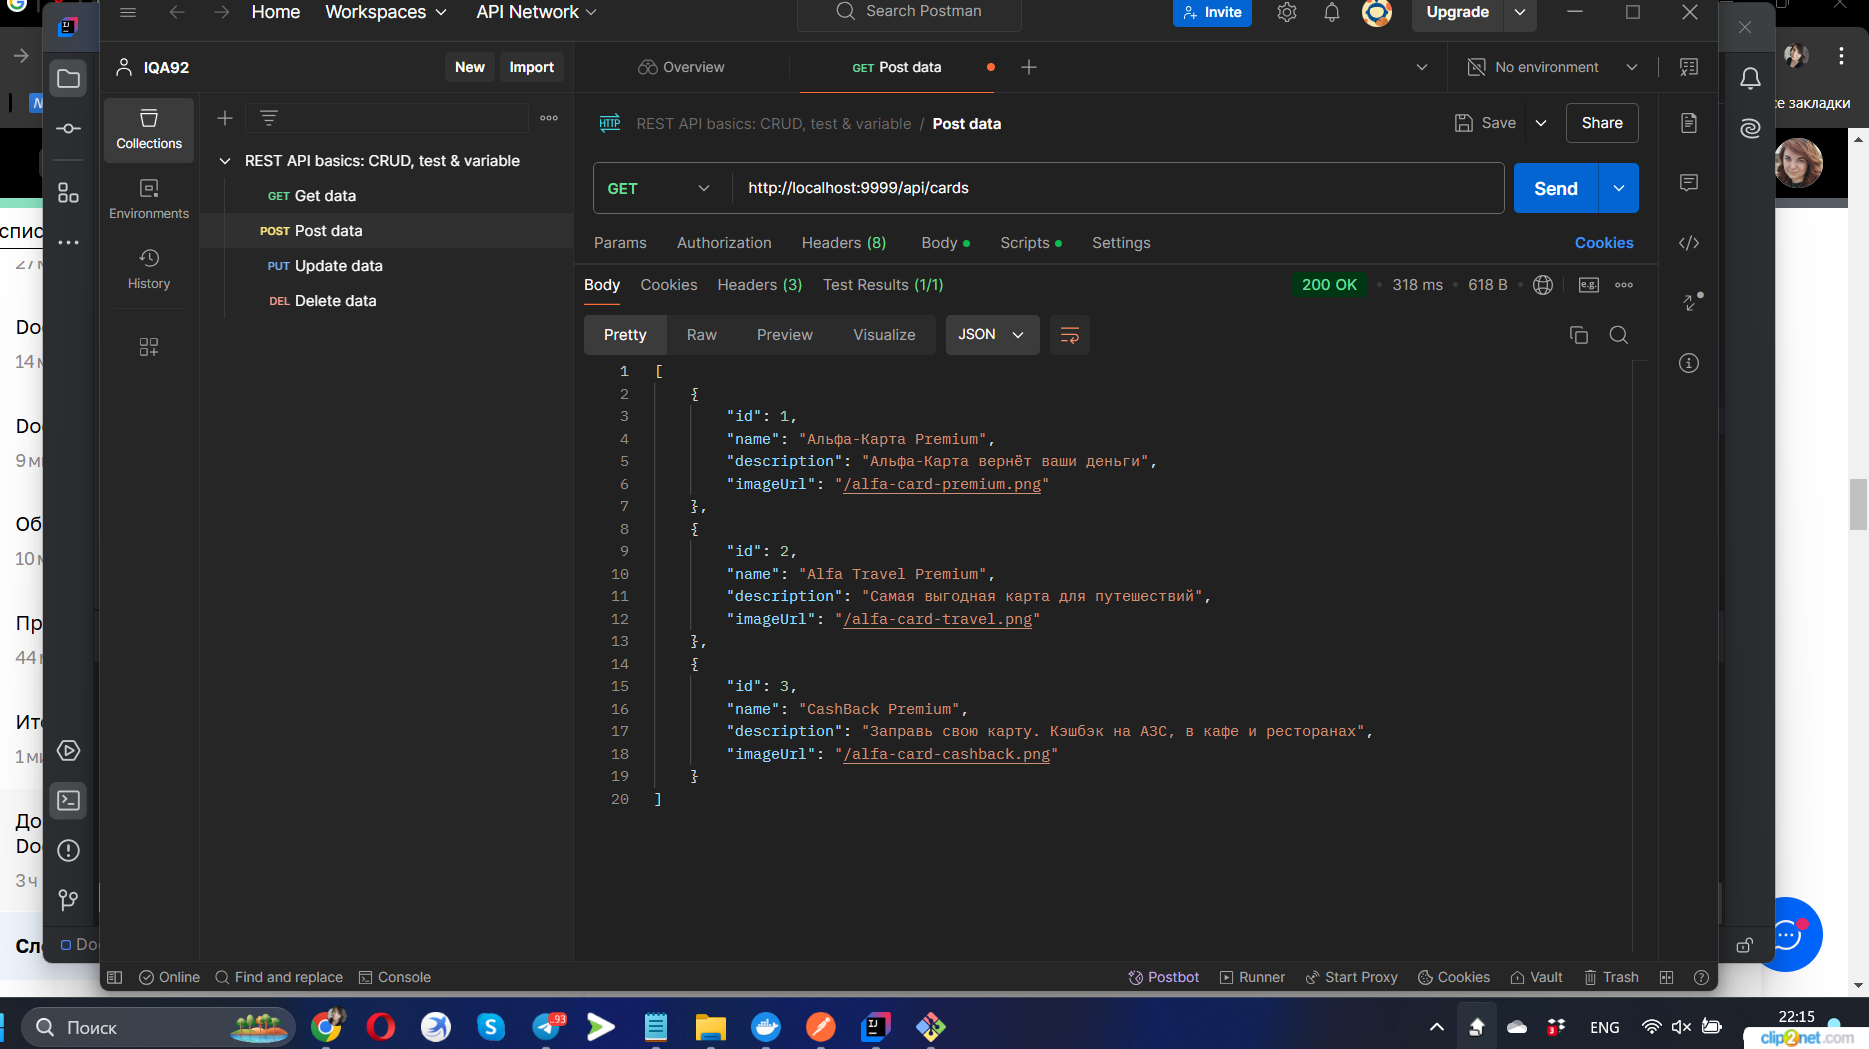 Home
Workspaces
API Network
Search Postman
Invite
Upgrade
IQA92
New
Import
Overview
GET Post data
No environment
се закладки
Collections
REST API basics: CRUD, test & variable / Post data
Save
Share
REST API basics: CRUD, test & variable
GET Get data
GET
http://localhost:9999/api/cards
Send
Environments
POST Post data
Params
Authorization
Headers (8)
Body
Scripts
Settings
Cookies
PUT Update data
History
DEL Delete data
Body
Cookies
Headers (3)
Test Results (1/1)
200 OK
318 ms
618 B
e.g.
Pretty
Raw
Preview
Visualize
JSON
1 [
2 {
3 "id": 1,
4 "name": "Альфа-Карта Premium",
5 "description": "Альфа-Карта вернёт ваши деньги",
6 "imageUrl": "/alfa-card-premium.png"
7 },
8 {
9 "id": 2,
10 "name": "Alfa Travel Premium",
11 "description": "Самая выгодная карта для путешествий",
12 "imageUrl": "/alfa-card-travel.png"
13 },
14 {
15 "id": 3,
16 "name": "CashBack Premium",
17 "description": "Заправь свою карту. Кэшбэк на АЗС, в кафе и ресторанах",
18 "imageUrl": "/alfa-card-cashback.png"
19 }
20 ]
спис
14 м
9 ми
Об
10 м
Пр
44 м
Ито
1 ми
До
Do
3 ч
Сл
Do
Online
Find and replace
Console
Postbot
Runner
Start Proxy
Cookies
Vault
Trash
Поиск
93
3
ENG
22:15
clip2net.com